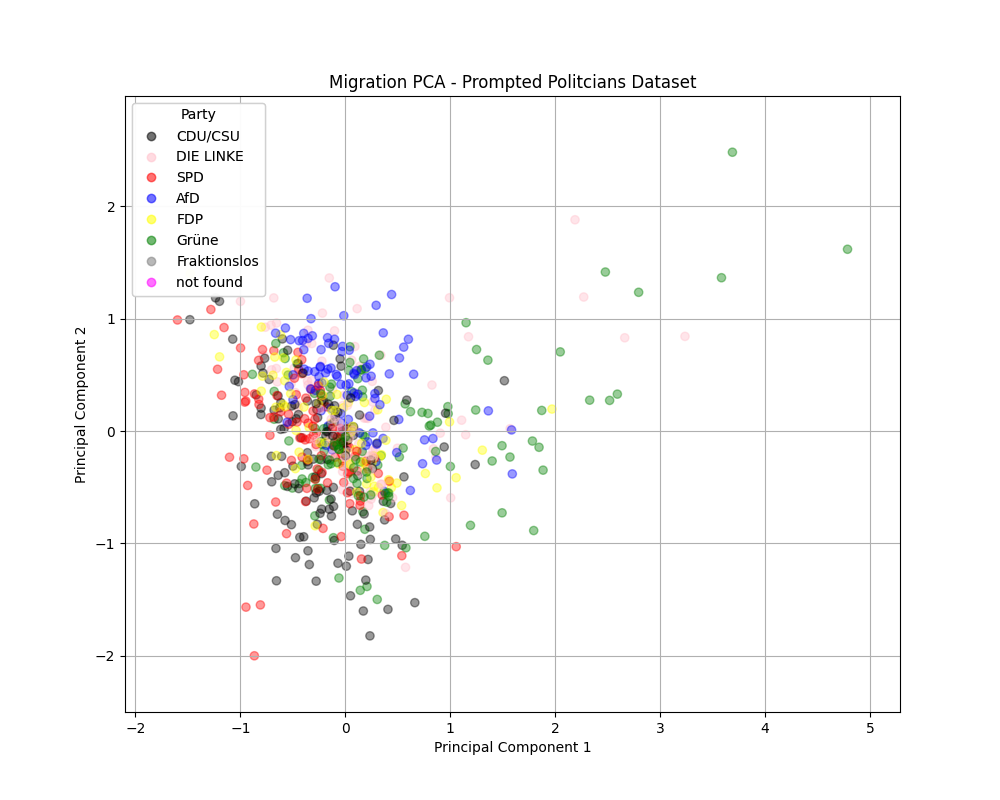 Migration PCA - Prompted Politcians Dataset
Party
CDU/CSU
DIE LINKE
SPD
AfD
FDP
Grüne
Fraktionslos
not found
2
1
0
−1
−2
Principal Component 2
−2 −1 0 1 2 3 4 5
Principal Component 1